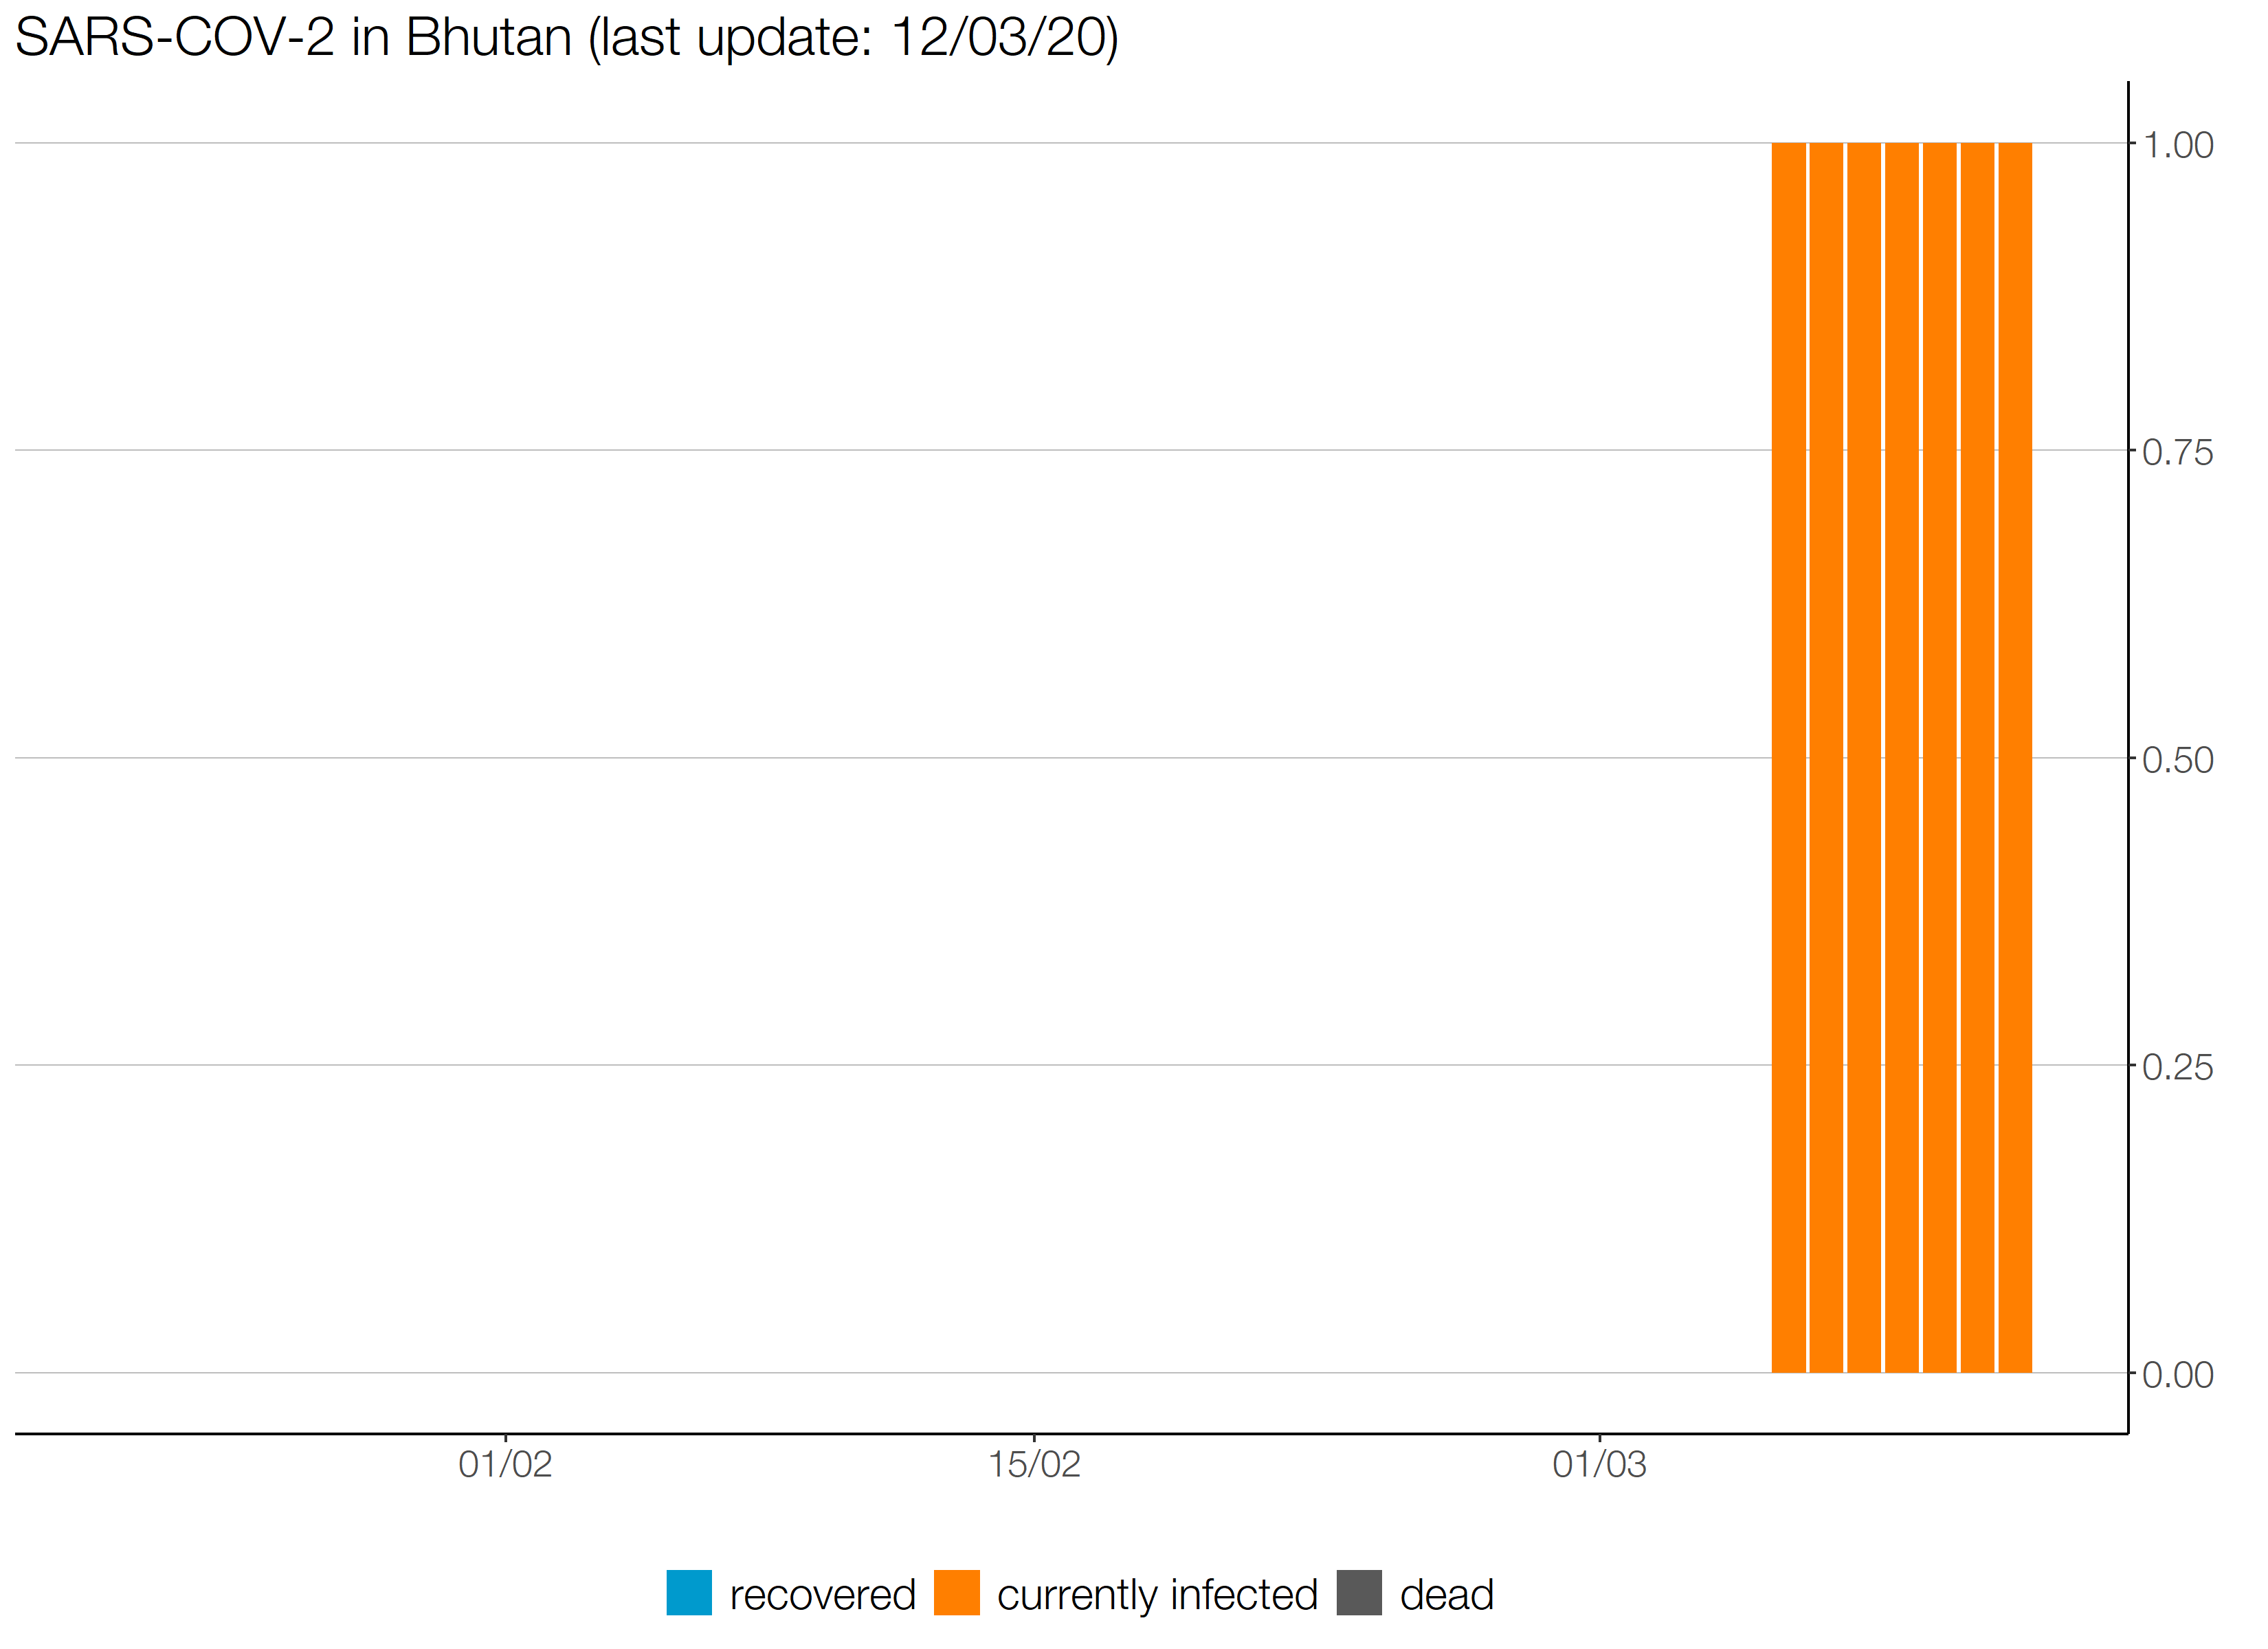 SARS-COV-2 in Bhutan (last update: 12/03/20)
1.00
0.75
0.50
0.25
0.00
01/02 15/02 01/03
recovered currently infected dead